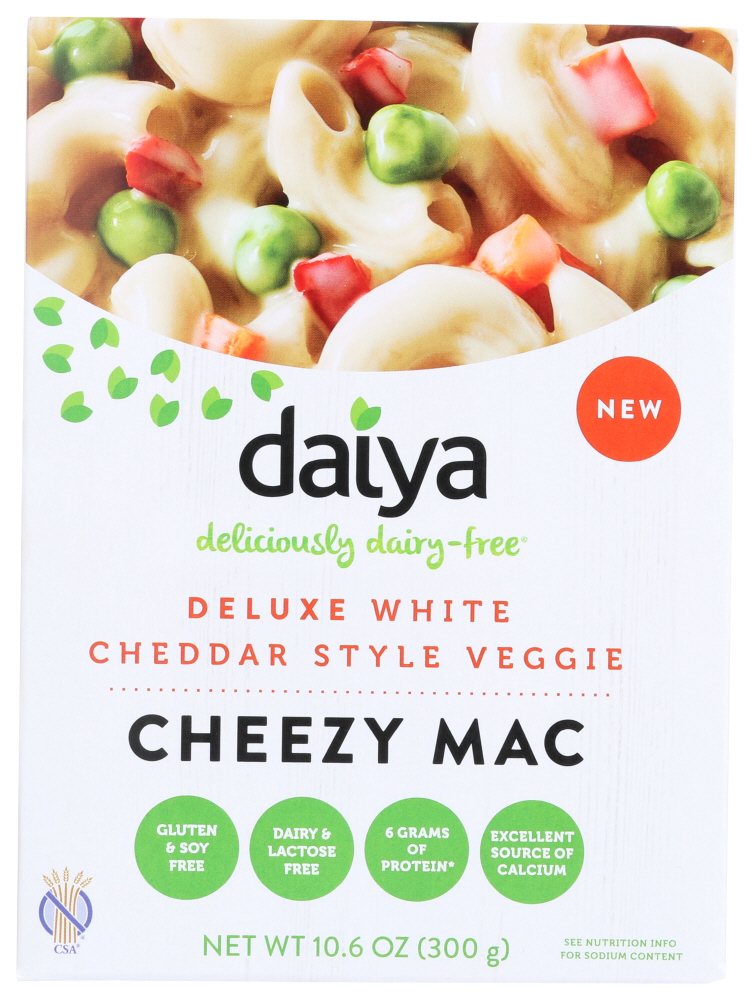 NEW
daiya
deliciously dairy-free®
DELUXE WHITE
CHEDDAR STYLE VEGGIE
CHEEZY MAC
GLUTEN
& SOY
FREE
DAIRY &
LACTOSE
FREE
6 GRAMS
OF
PROTEIN*
EXCELLENT
SOURCE OF
CALCIUM
CSA®
NET WT 10.6 OZ (300 g)
SEE NUTRITION INFO
FOR SODIUM CONTENT